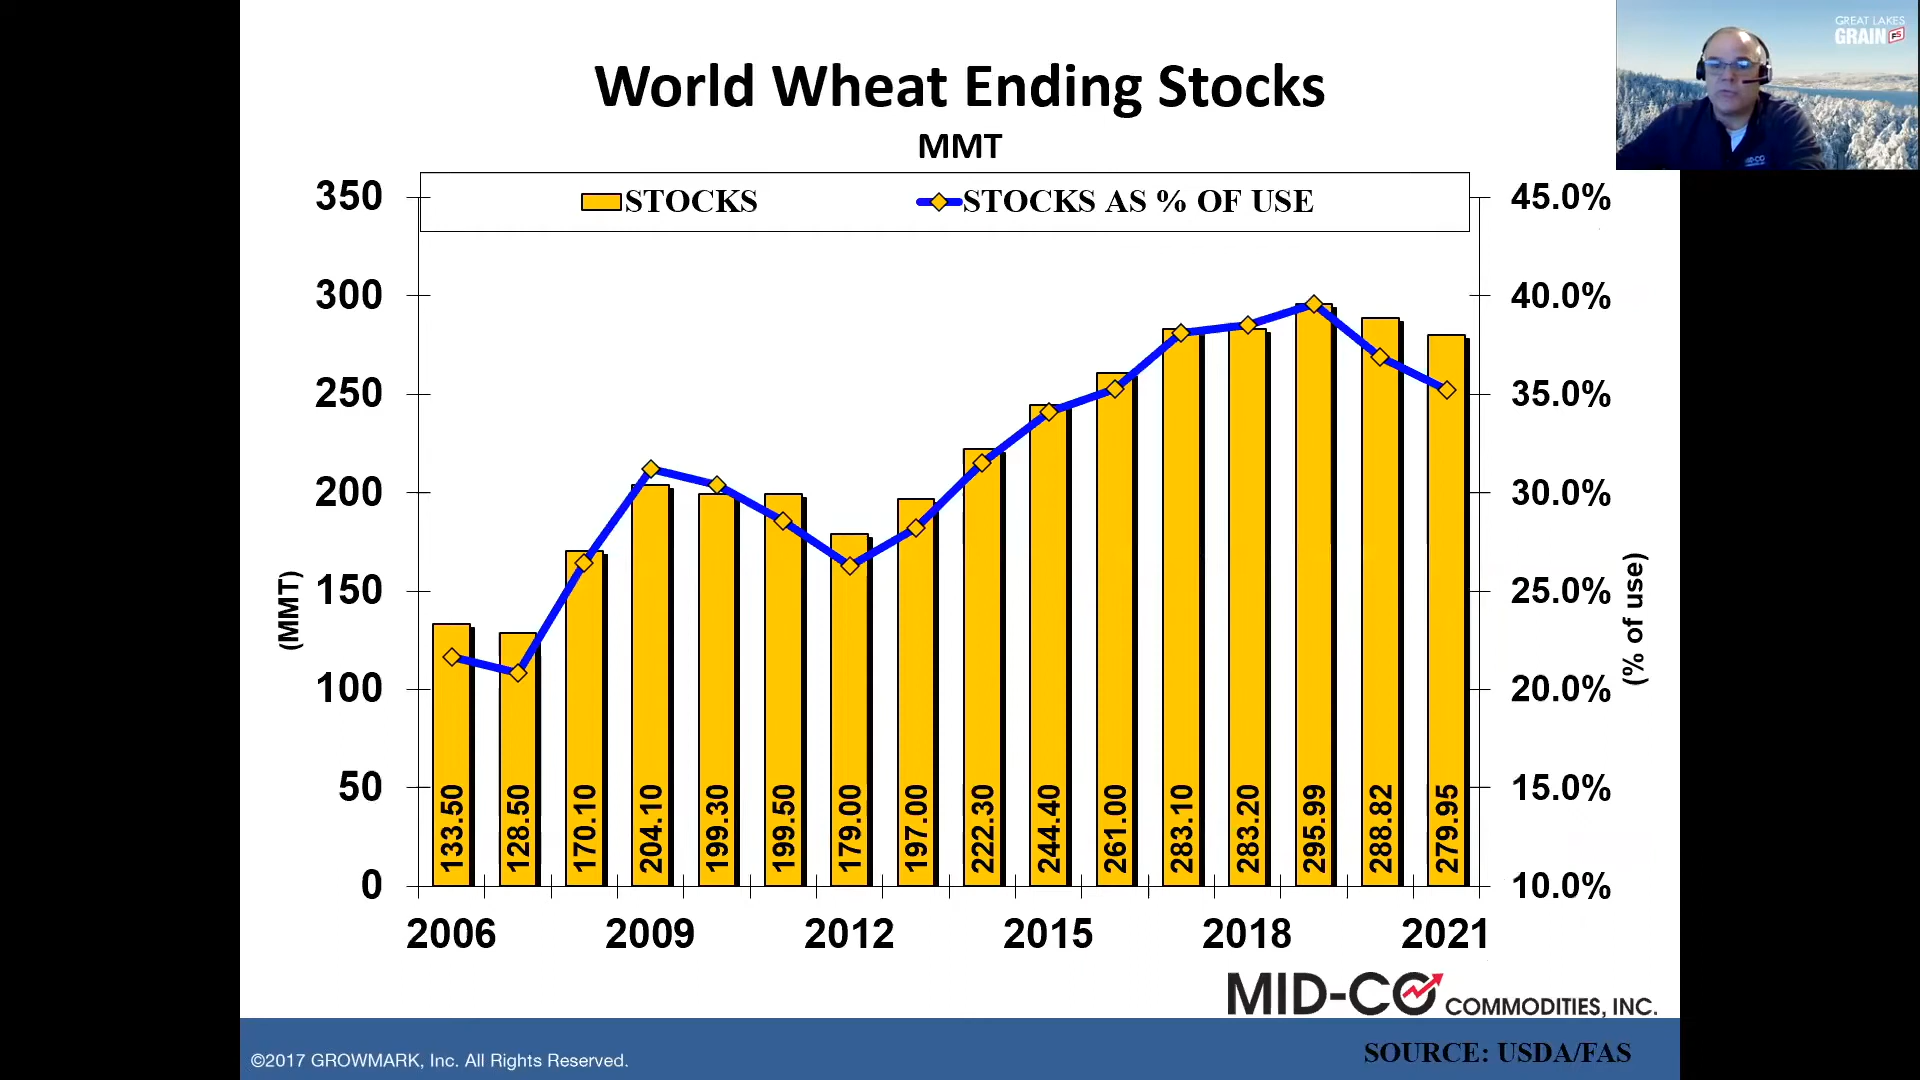 World Wheat Ending Stocks
MMT
GREAT LAKES
GRAIN FS
STOCKS
STOCKS AS % OF USE
350
300
250
200
150
100
50
0
(MMT)
45.0%
40.0%
35.0%
30.0%
25.0%
20.0%
15.0%
10.0%
(% of use)
133.50
128.50
170.10
204.10
199.30
199.50
179.00
197.00
222.30
244.40
261.00
283.10
283.20
295.99
288.82
279.95
2006 2009 2012 2015 2018 2021
MID-CO COMMODITIES, INC.
©2017 GROWMARK, Inc. All Rights Reserved.
SOURCE: USDA/FAS
MID-CO